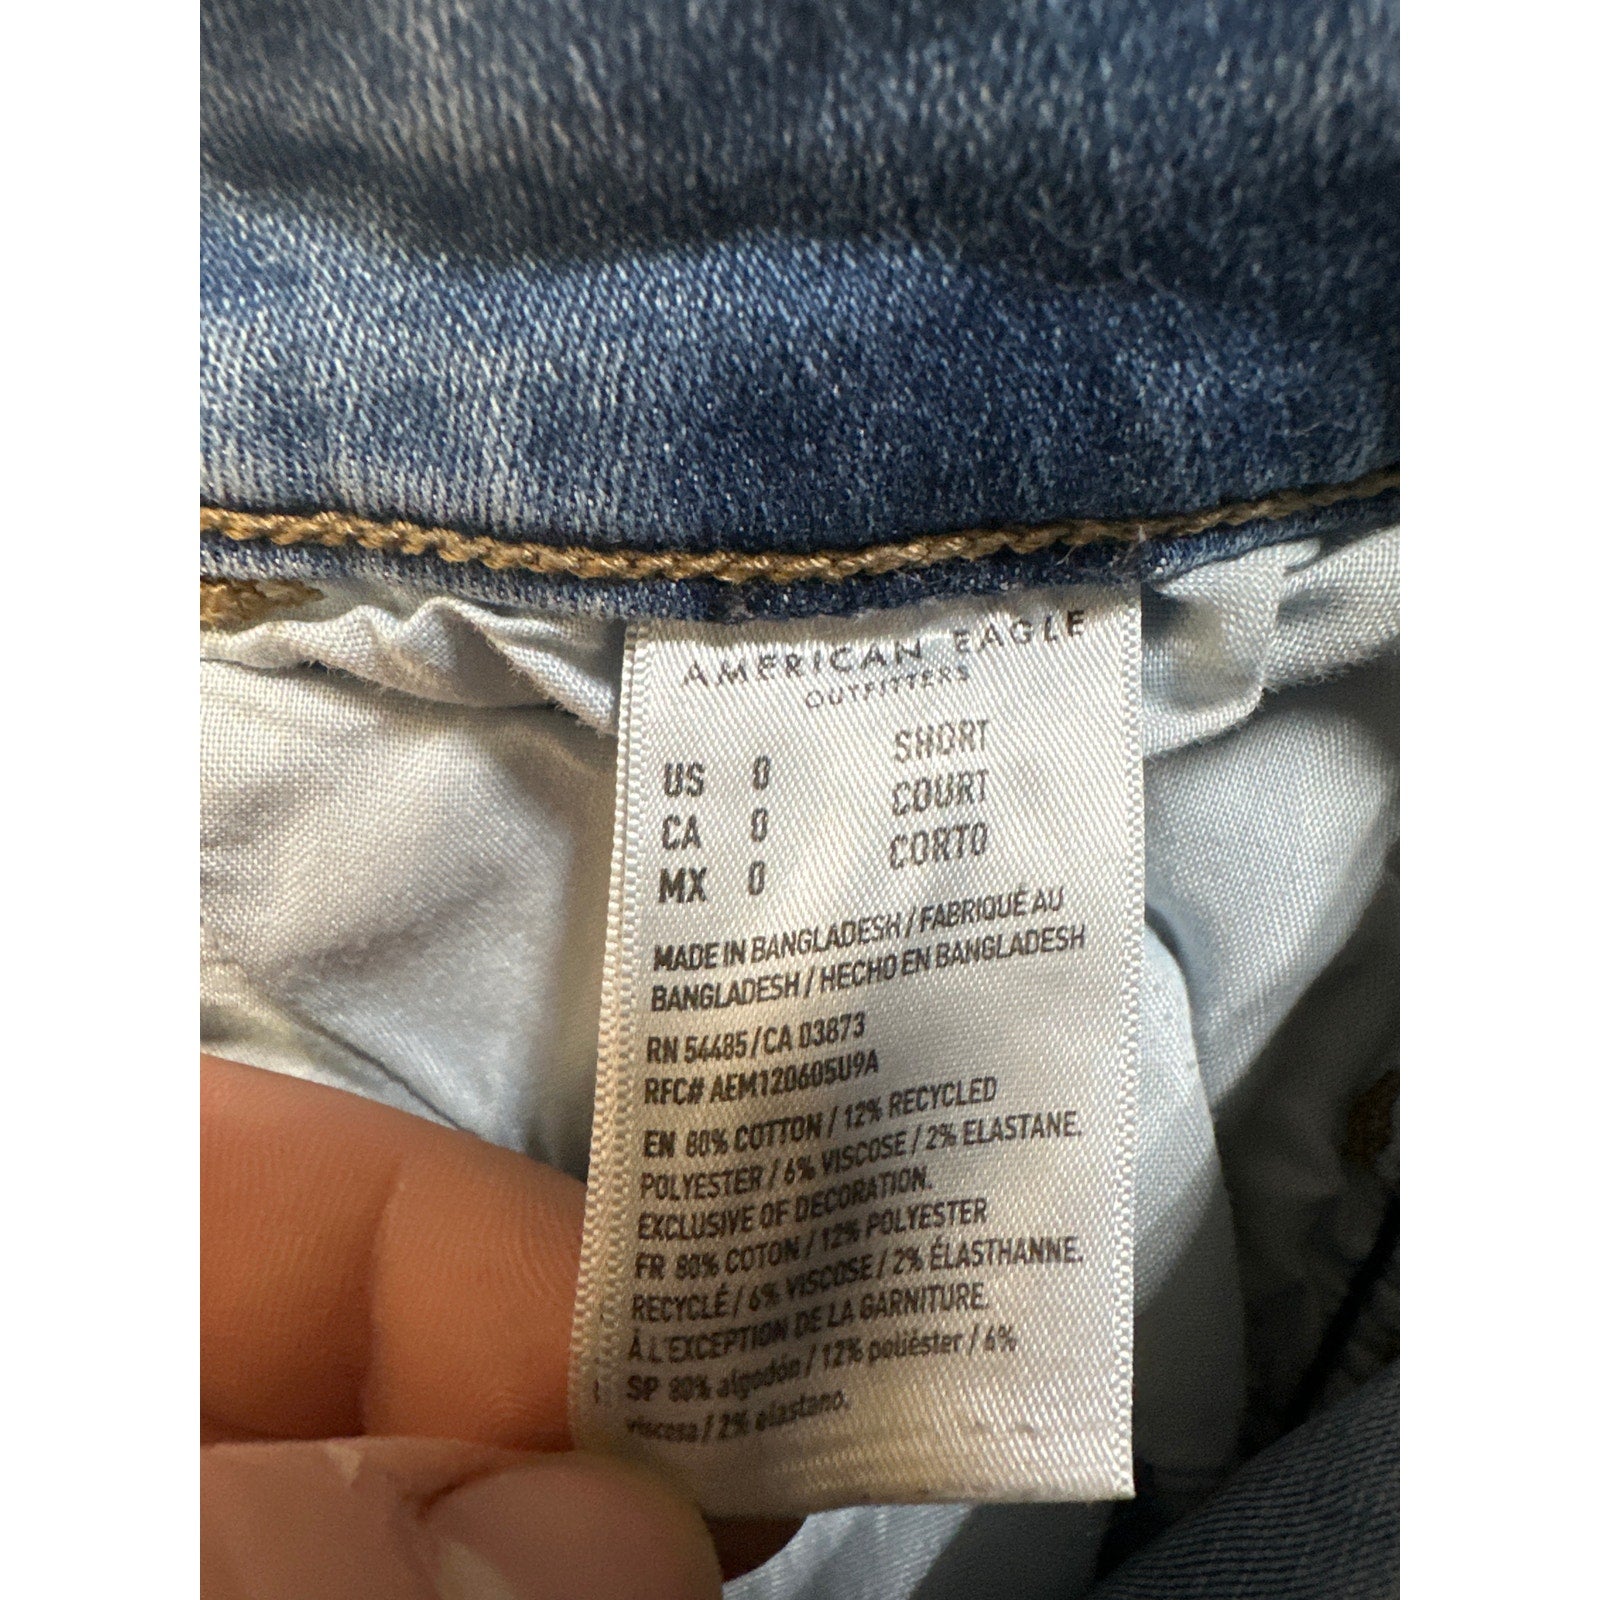 AMERICAN EAGLE
OUTFITTERS
US 0 SHORT
CA 0 COURT
MX 0 CORTO
MADE IN BANGLADESH / FABRIQUÉ AU
BANGLADESH / HECHO EN BANGLADESH
RN 54485 / CA 03873
RFC# AEM120605U9A
EN 80% COTTON / 12% RECYCLED
POLYESTER / 6% VISCOSE / 2% ELASTANE.
EXCLUSIVE OF DECORATION.
FR 80% COTON / 12% POLYESTER
RECYCLÉ / 6% VISCOSE / 2% ÉLASTHANNE.
À L'EXCEPTION DE LA GARNITURE.
SP 80% algodón / 12% poliéster / 6%
viscosa / 2% elastano.